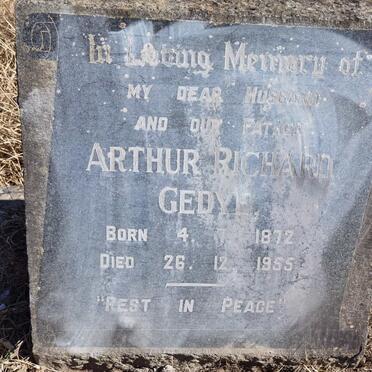 In Loving Memory of
MY DEAR HUSBAND
AND OUR FATHER
ARTHUR RICHARD
GEDYE
BORN 4. 1872
DIED 26. 12. 1955
"REST IN PEACE"